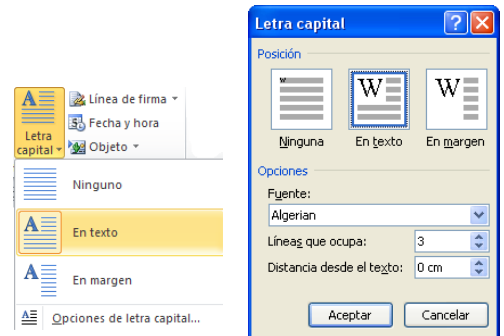 Línea de firma
Fecha y hora
Letra capital
Objeto
Ninguno
En texto
En margen
Opciones de letra capital...
Letra capital
Posición
W
W
W
Ninguna
En texto
En margen
Opciones
Fuente:
Algerian
Líneas que ocupa:
3
Distancia desde el texto:
0 cm
Aceptar
Cancelar